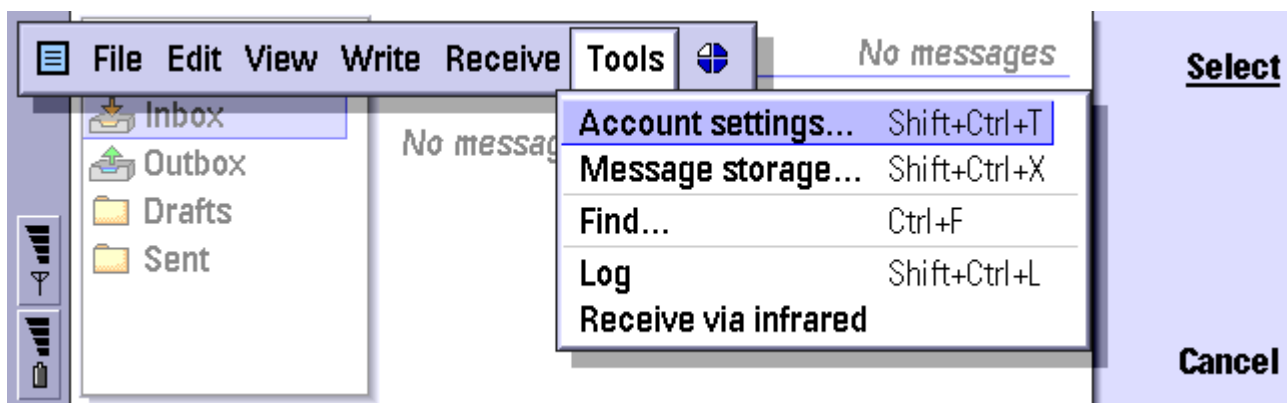 File Edit View Write Receive Tools
No messages
Select
Inbox
Outbox
Drafts
Sent
No messag
Account settings... Shift+Ctrl+T
Message storage... Shift+Ctrl+X
Find... Ctrl+F
Log Shift+Ctrl+L
Receive via infrared
Cancel